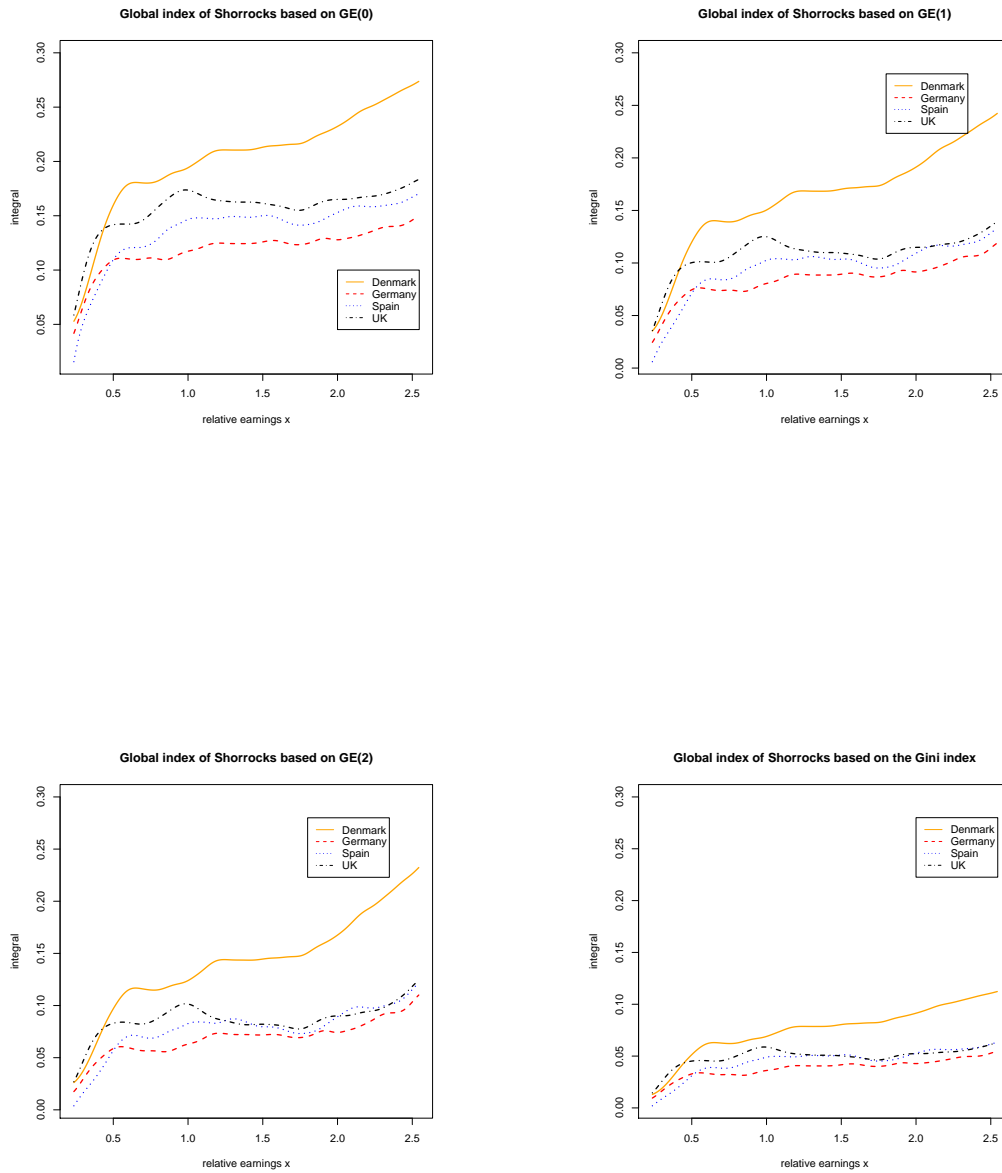 Global index of Shorrocks based on GE(0)
integral
0.30
0.25
0.20
0.15
0.10
0.05
Denmark
Germany
Spain
UK
0.5 1.0 1.5 2.0 2.5
relative earnings x
Global index of Shorrocks based on GE(1)
integral
0.30
0.25
0.20
0.15
0.10
0.05
0.00
Denmark
Germany
Spain
UK
0.5 1.0 1.5 2.0 2.5
relative earnings x
Global index of Shorrocks based on GE(2)
integral
0.30
0.25
0.20
0.15
0.10
0.05
0.00
Denmark
Germany
Spain
UK
0.5 1.0 1.5 2.0 2.5
relative earnings x
Global index of Shorrocks based on the Gini index
integral
0.30
0.25
0.20
0.15
0.10
0.05
0.00
Denmark
Germany
Spain
UK
0.5 1.0 1.5 2.0 2.5
relative earnings x